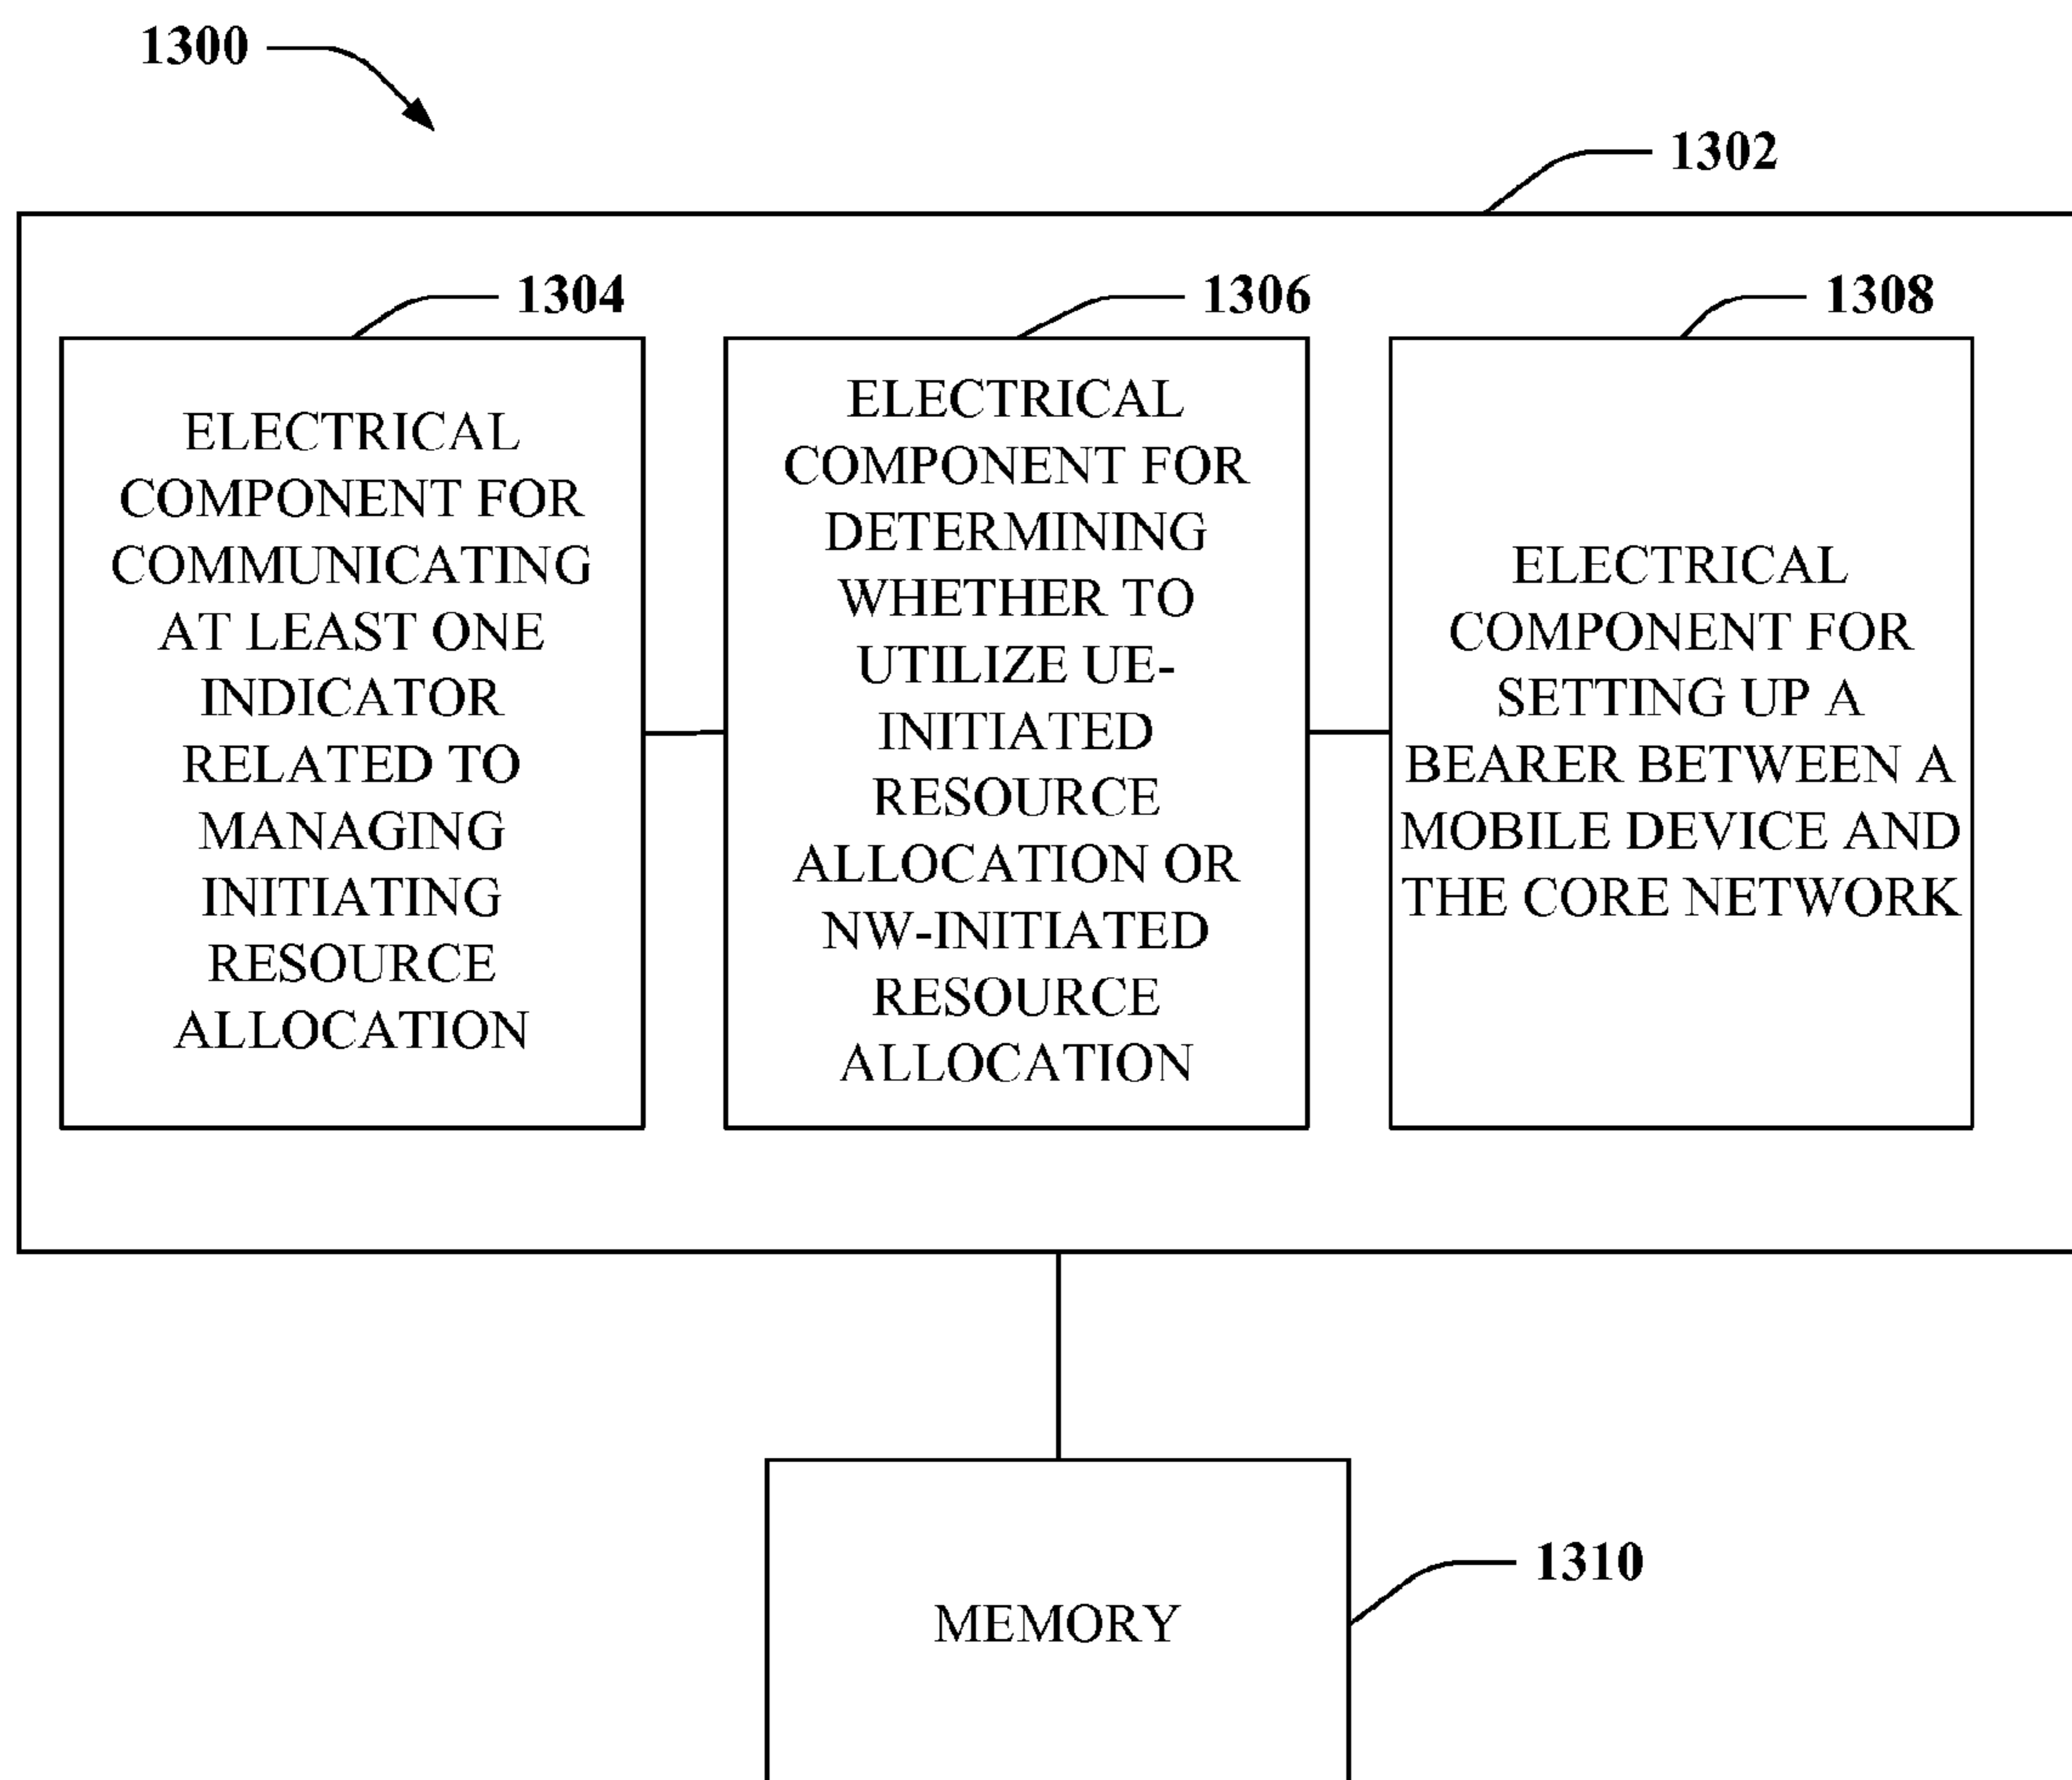 1300
1302
1304
ELECTRICAL
COMPONENT FOR
COMMUNICATING
AT LEAST ONE
INDICATOR
RELATED TO
MANAGING
INITIATING
RESOURCE
ALLOCATION
1306
ELECTRICAL
COMPONENT FOR
DETERMINING
WHETHER TO
UTILIZE UE-
INITIATED
RESOURCE
ALLOCATION OR
NW-INITIATED
RESOURCE
ALLOCATION
1308
ELECTRICAL
COMPONENT FOR
SETTING UP A
BEARER BETWEEN A
MOBILE DEVICE AND
THE CORE NETWORK
1310
MEMORY